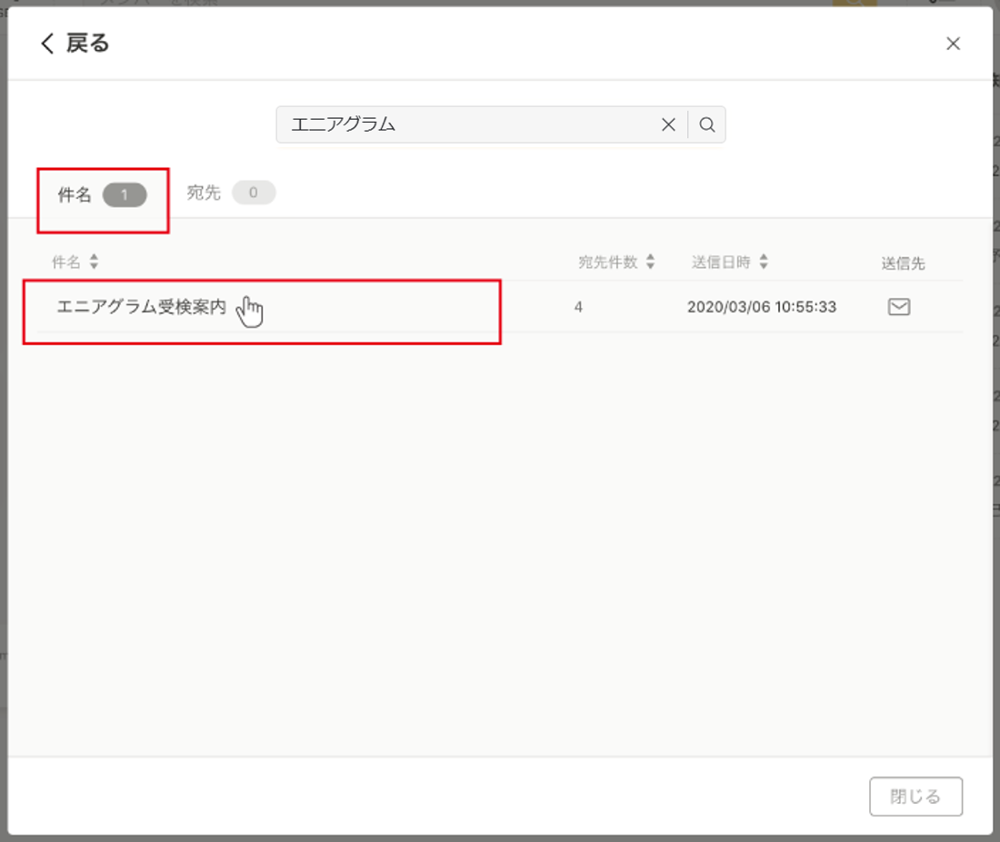 戻る
エニアグラム
件名 1 宛先 0
件名 宛先件数 送信日時 送信先
エニアグラム受検案内 4 2020/03/06 10:55:33
閉じる